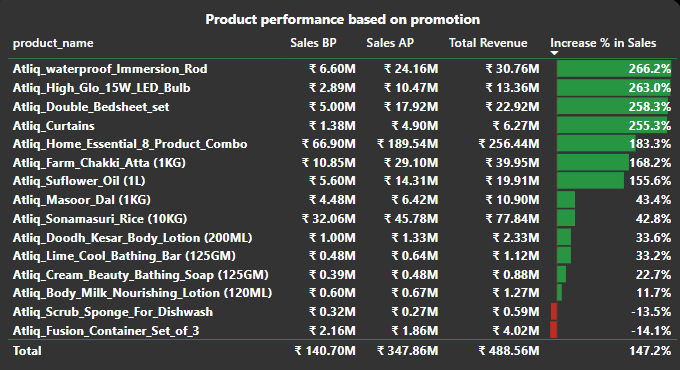 Product performance based on promotion
product_name Sales BP Sales AP Total Revenue Increase % in Sales
Atliq_waterproof_Immersion_Rod ₹ 6.60M ₹ 24.16M ₹ 30.76M 266.2%
Atliq_High_Glo_15W_LED_Bulb ₹ 2.89M ₹ 10.47M ₹ 13.36M 263.0%
Atliq_Double_Bedsheet_set ₹ 5.00M ₹ 17.92M ₹ 22.92M 258.3%
Atliq_Curtains ₹ 1.38M ₹ 4.90M ₹ 6.27M 255.3%
Atliq_Home_Essential_8_Product_Combo ₹ 66.90M ₹ 189.54M ₹ 256.44M 183.3%
Atliq_Farm_Chakki_Atta (1KG) ₹ 10.85M ₹ 29.10M ₹ 39.95M 168.2%
Atliq_Suflower_Oil (1L) ₹ 5.60M ₹ 14.31M ₹ 19.91M 155.6%
Atliq_Masoor_Dal (1KG) ₹ 4.48M ₹ 6.42M ₹ 10.90M 43.4%
Atliq_Sonamasuri_Rice (10KG) ₹ 32.06M ₹ 45.78M ₹ 77.84M 42.8%
Atliq_Doodh_Kesar_Body_Lotion (200ML) ₹ 1.00M ₹ 1.33M ₹ 2.33M 33.6%
Atliq_Lime_Cool_Bathing_Bar (125GM) ₹ 0.48M ₹ 0.64M ₹ 1.12M 33.2%
Atliq_Cream_Beauty_Bathing_Soap (125GM) ₹ 0.39M ₹ 0.48M ₹ 0.88M 22.7%
Atliq_Body_Milk_Nourishing_Lotion (120ML) ₹ 0.60M ₹ 0.67M ₹ 1.27M 11.7%
Atliq_Scrub_Sponge_For_Dishwash ₹ 0.32M ₹ 0.27M ₹ 0.59M -13.5%
Atliq_Fusion_Container_Set_of_3 ₹ 2.16M ₹ 1.86M ₹ 4.02M -14.1%
Total ₹ 140.70M ₹ 347.86M ₹ 488.56M 147.2%